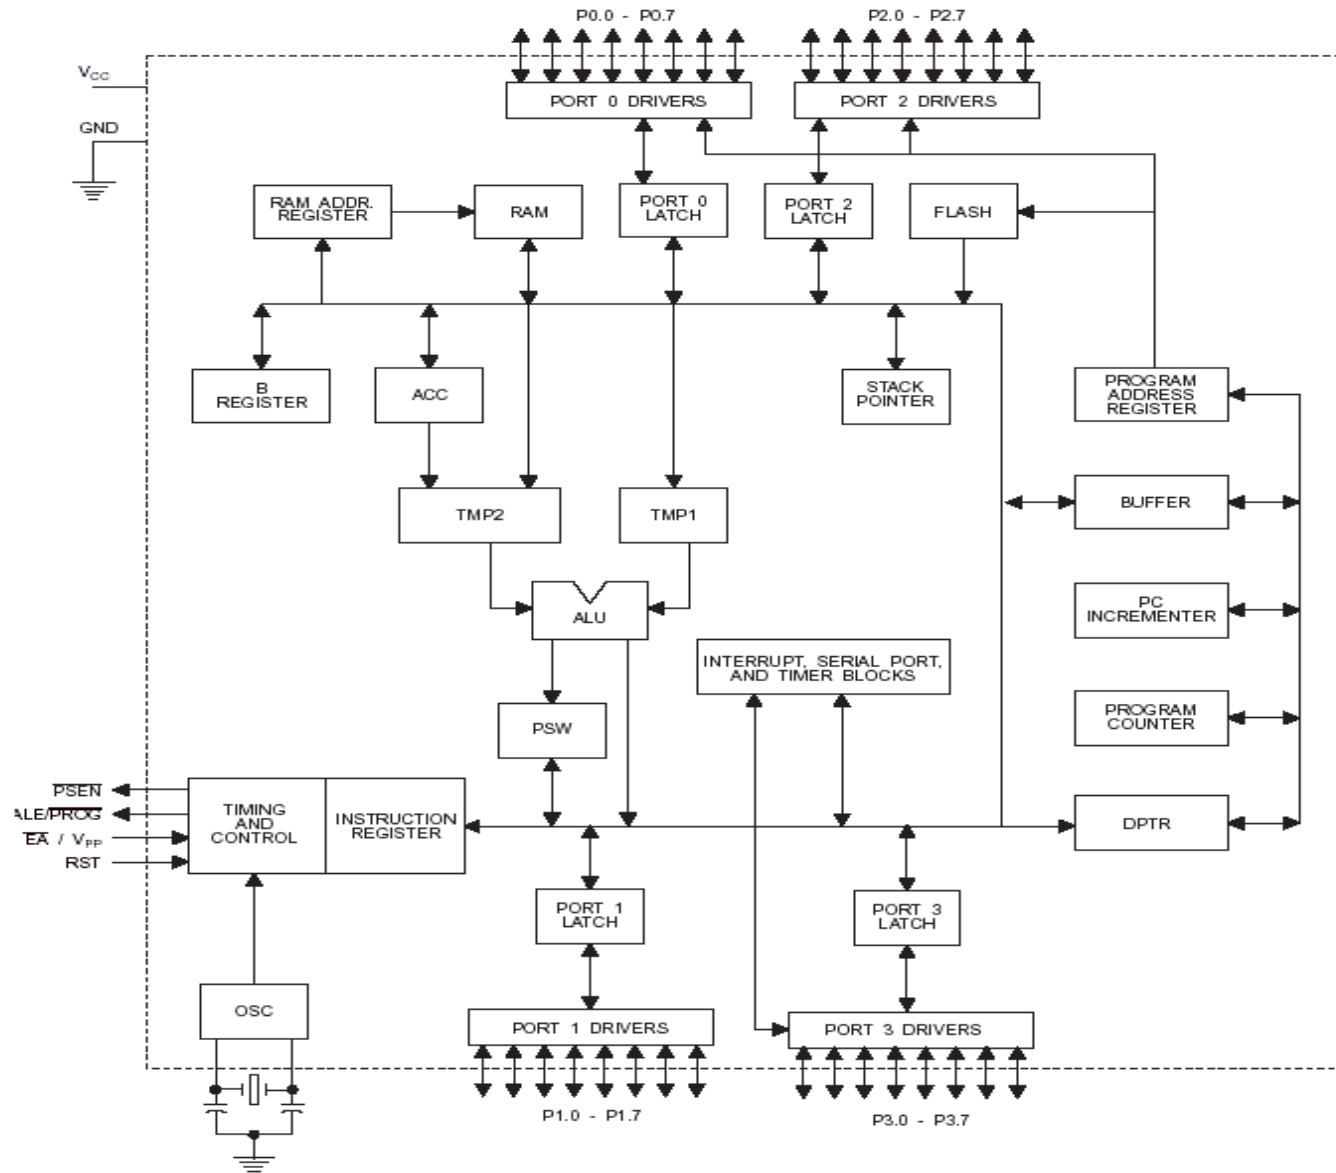 P0.0 - P0.7
P2.0 - P2.7
VCC
GND
PORT 0 DRIVERS
PORT 2 DRIVERS
RAM ADDR.
REGISTER
RAM
PORT 0
LATCH
PORT 2
LATCH
FLASH
B
REGISTER
ACC
STACK
POINTER
PROGRAM
ADDRESS
REGISTER
TMP2
TMP1
BUFFER
ALU
PC
INCREMENTER
INTERRUPT, SERIAL PORT,
AND TIMER BLOCKS
PSW
PROGRAM
COUNTER
PSEN
ALE/PROG
EA / VPP
RST
TIMING
AND
CONTROL
INSTRUCTION
REGISTER
DPTR
PORT 1
LATCH
PORT 3
LATCH
OSC
PORT 1 DRIVERS
PORT 3 DRIVERS
P1.0 - P1.7
P3.0 - P3.7